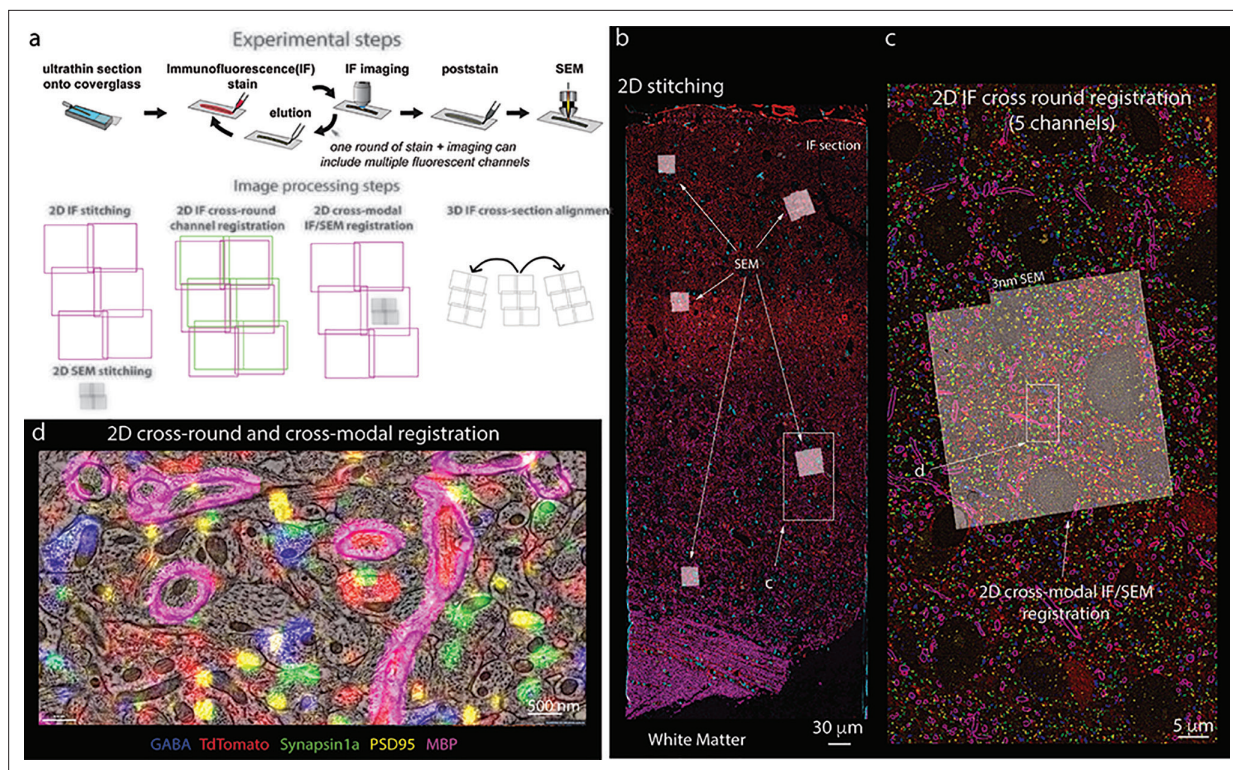 a
Experimental steps
ultrathin section
onto coverglass
Immunofluorescence(IF)
stain
IF imaging
poststain
SEM
elution
one round of stain + imaging can
include multiple fluorescent channels
Image processing steps
2D IF stitching
2D IF cross-round
channel registration
2D cross-modal
IF/SEM registration
3D IF cross-section alignment
2D SEM stitchiing
b
2D stitching
IF section
SEM
c
White Matter
30 μm
c
2D IF cross round registration
(5 channels)
3nm SEM
d
2D cross-modal IF/SEM
registration
5 μm
d
2D cross-round and cross-modal registration
500 nm
GABA TdTomato Synapsin1a PSD95 MBP